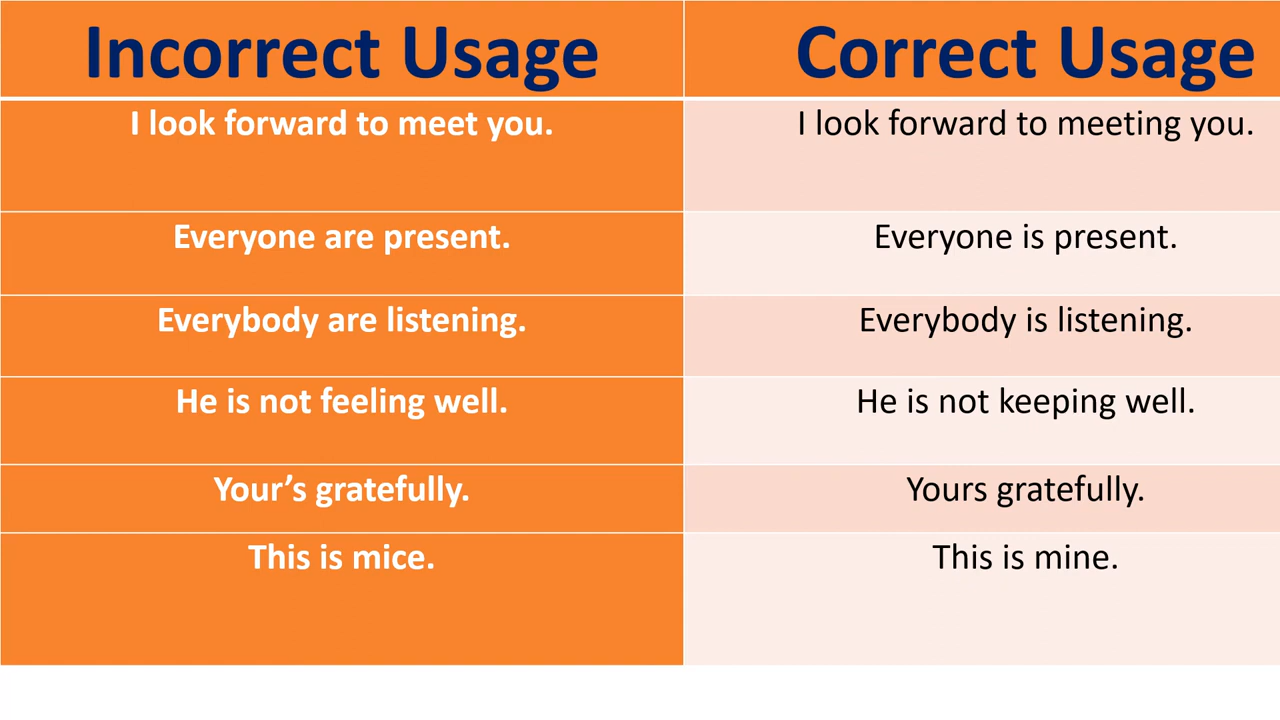 Incorrect Usage
Correct Usage
I look forward to meet you.
I look forward to meeting you.
Everyone are present.
Everyone is present.
Everybody are listening.
Everybody is listening.
He is not feeling well.
He is not keeping well.
Your’s gratefully.
Yours gratefully.
This is mice.
This is mine.